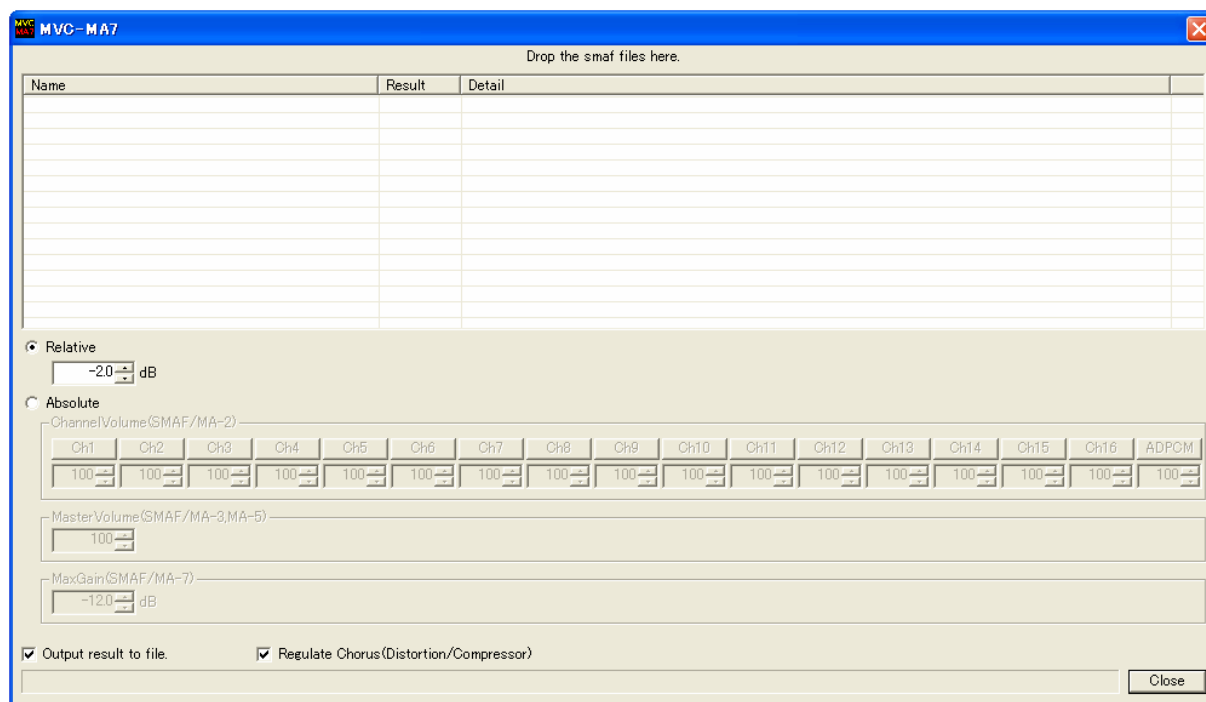 MVC MA7 MVC-MA7
Drop the smaf files here.
Name Result Detail
Relative
-2.0 dB
Absolute
ChannelVolume(SMAF/MA-2)
Ch1 Ch2 Ch3 Ch4 Ch5 Ch6 Ch7 Ch8 Ch9 Ch10 Ch11 Ch12 Ch13 Ch14 Ch15 Ch16 ADPCM
100 100 100 100 100 100 100 100 100 100 100 100 100 100 100 100 100
MasterVolume(SMAF/MA-3,MA-5)
100
MaxGain(SMAF/MA-7)
-12.0 dB
Output result to file. Regulate Chorus(Distortion/Compressor)
Close